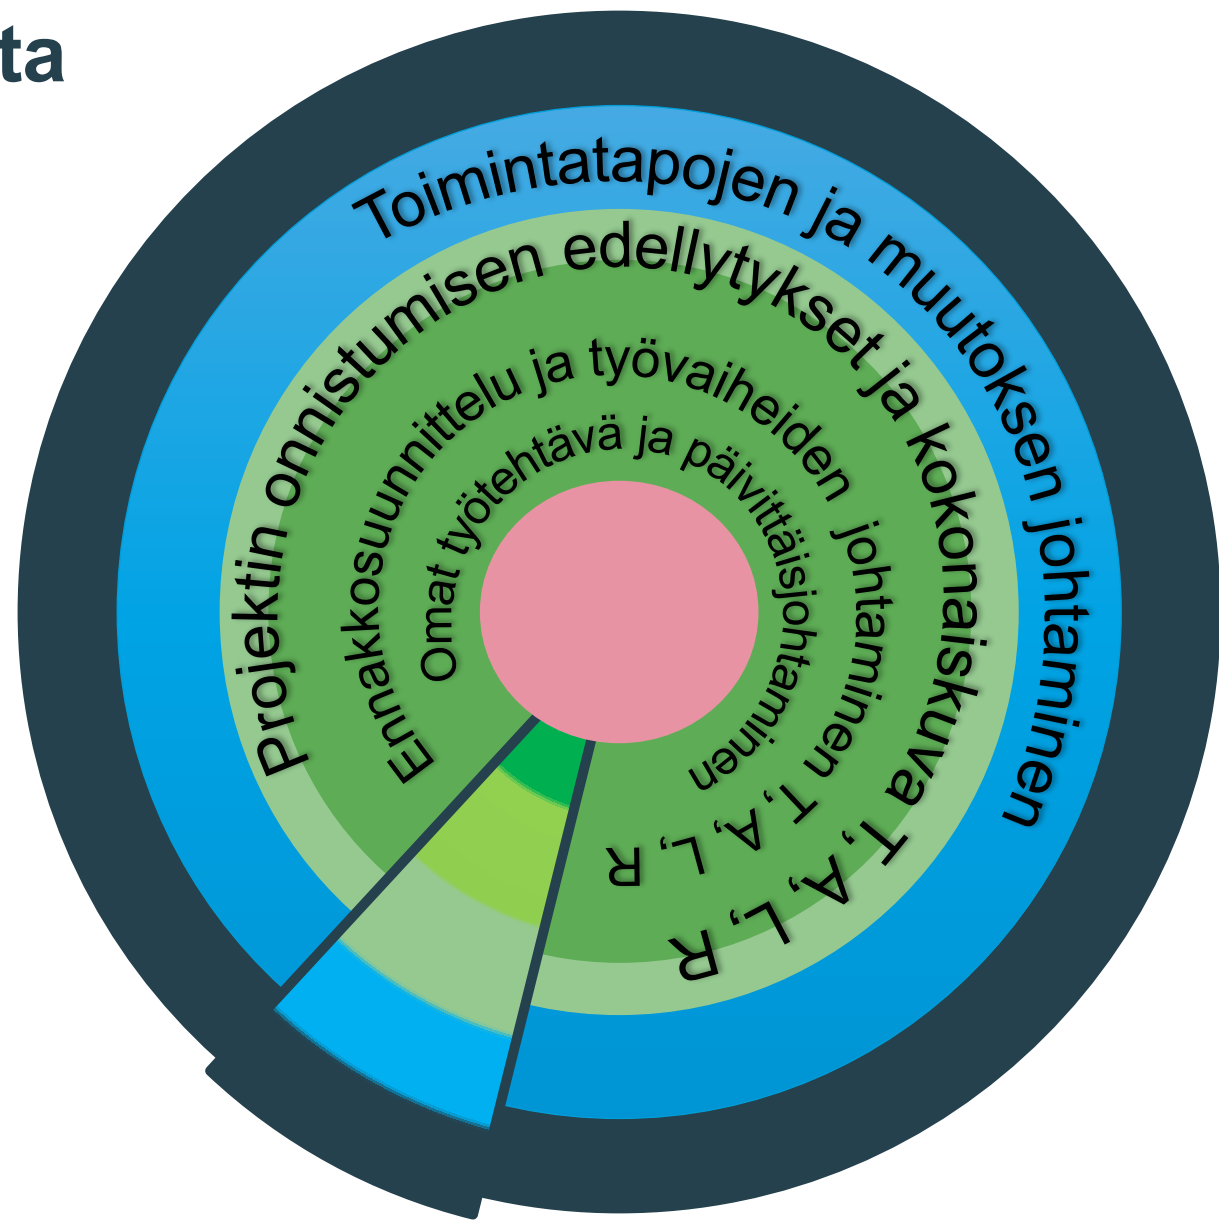 ta
Toimintatapojen ja muutoksen johtaminen
Projektin onnistumisen edellytykset ja kokonaiskuva T, A, L, R
Ennakkosuunnittelu ja työvaiheiden johtaminen T, A, L, R
Omat työtehtävä ja päivittäisjohtaminen